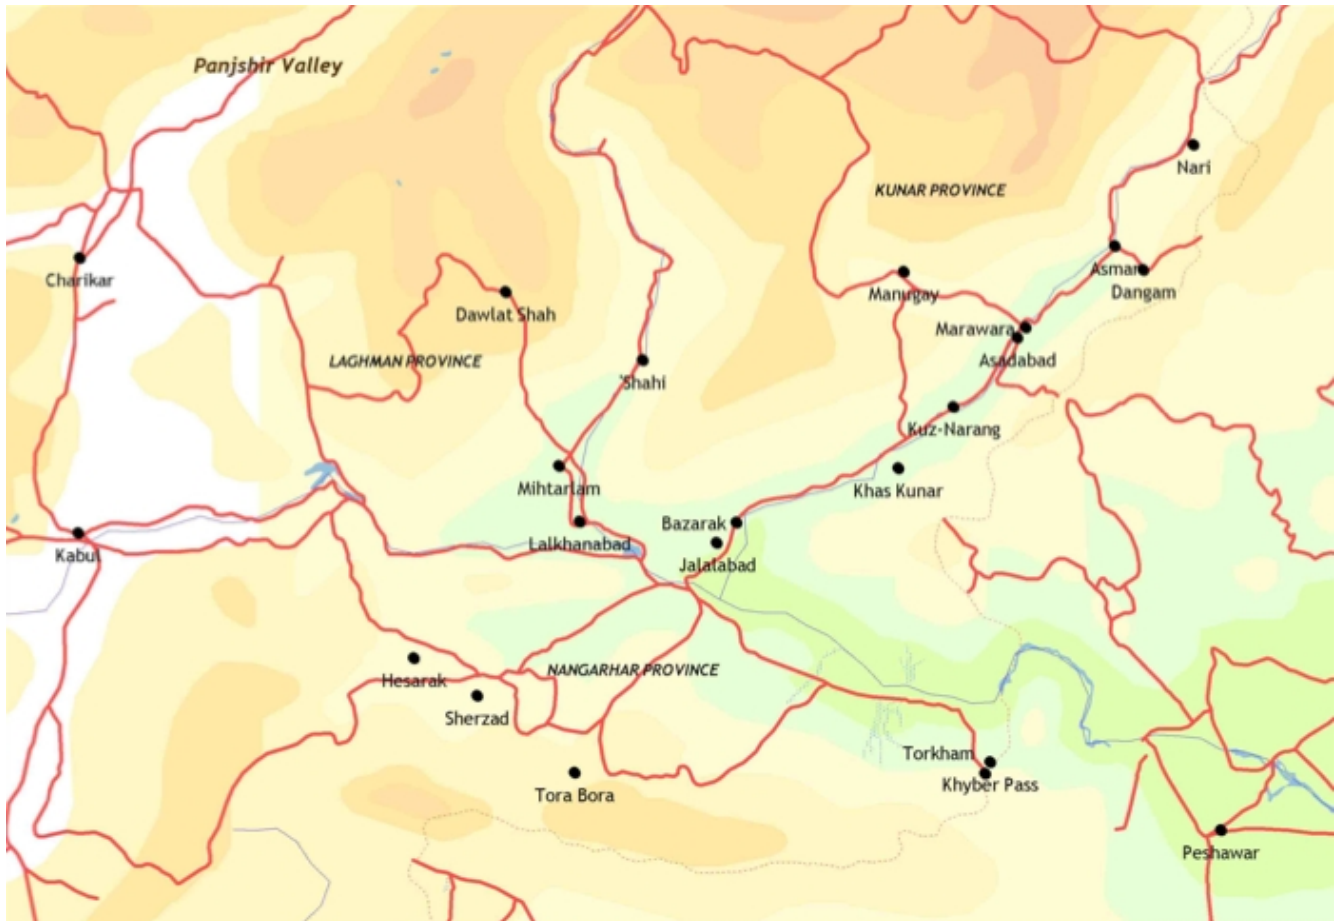 Panjshir Valley
Nari
KUNAR PROVINCE
Charikar
Asmar
Dangam
Manugay
Dawlat Shah
Marawara
Asadabad
LAGHMAN PROVINCE
'Shahi
Kuz-Narang
Mihtarlam
Khas Kunar
Bazarak
Lalkhanabad
Kabul
Jalalabad
NANGARHAR PROVINCE
Hesarak
Sherzad
Torkham
Khyber Pass
Tora Bora
Peshawar